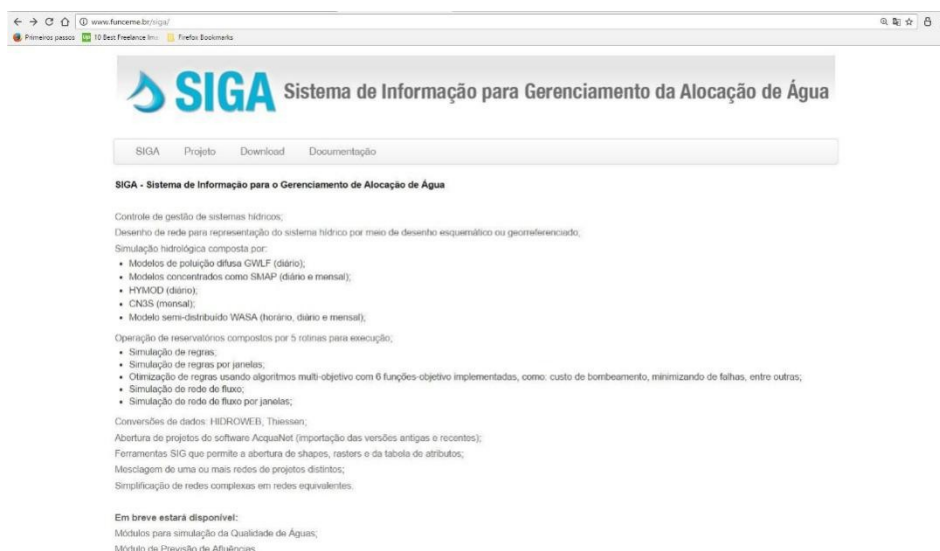 www.funceme.br/siga/
Primeiros passos 10 Best Freelance Inv Firefox Bookmarks
SIGA Sistema de Informação para Gerenciamento da Alocação de Água
SIGA Projeto Download Documentação
SIGA - Sistema de Informação para o Gerenciamento de Alocação de Água
Controle de gestão de sistemas hídricos;
Desenho de rede para representação do sistema hídrico por meio de desenho esquemático ou georreferenciado;
Simulação hidrológica composta por:
• Modelos de poluição difusa GWLF (diário);
• Modelos concentrados como SMAP (diário e mensal);
• HYMOD (diário);
• CN3S (mensal);
• Modelo semi-distribuído WASA (horário, diário e mensal);
Operação de reservatórios compostos por 5 rotinas para execução;
• Simulação de regras;
• Simulação de regras por janelas;
• Otimização de regras usando algoritmos multi-objetivo com 6 funções-objetivo implementadas, como: custo de bombeamento, minimizando de falhas, entre outras;
• Simulação de rede de fluxo;
• Simulação de rede de fluxo por janelas;
Conversões de dados: HIDROWEB, Thiessen;
Abertura de projetos do software AcquaNet (importação das versões antigas e recentes);
Ferramentas SIG que permite a abertura de shapes, rasters e da tabela de atributos;
Mesclagem de uma ou mais redes de projetos distintos;
Simplificação de redes complexas em redes equivalentes.
Em breve estará disponível:
Módulos para simulação da Qualidade de Águas;
Módulo de Previsão de Afluências